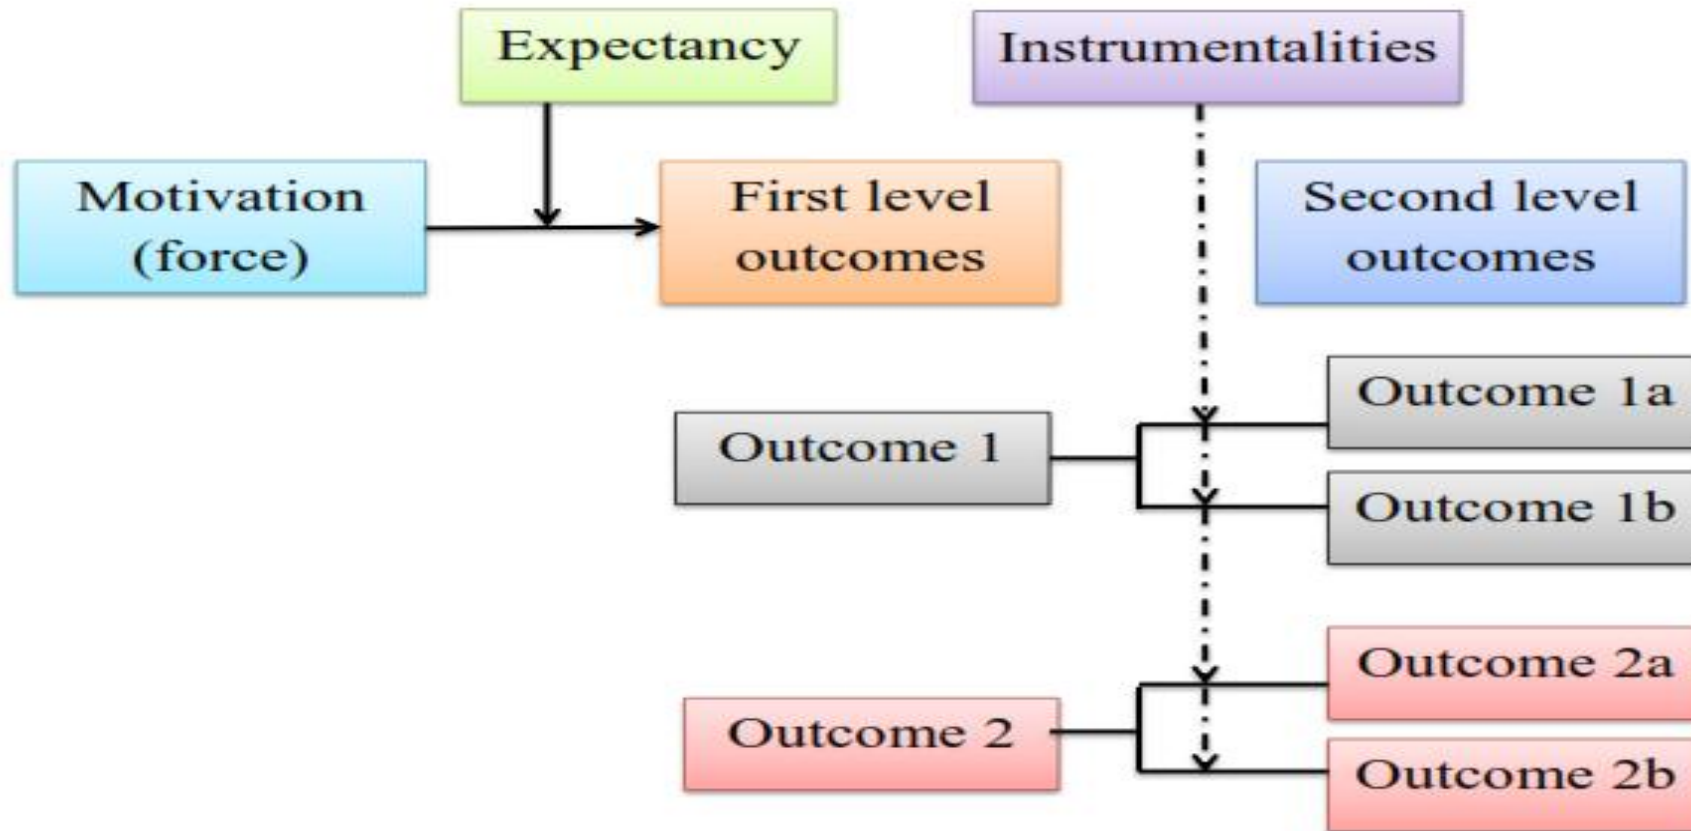 Expectancy
Instrumentalities
Motivation
(force)
First level
outcomes
Second level
outcomes
Outcome 1
Outcome 1a
Outcome 1b
Outcome 2
Outcome 2a
Outcome 2b